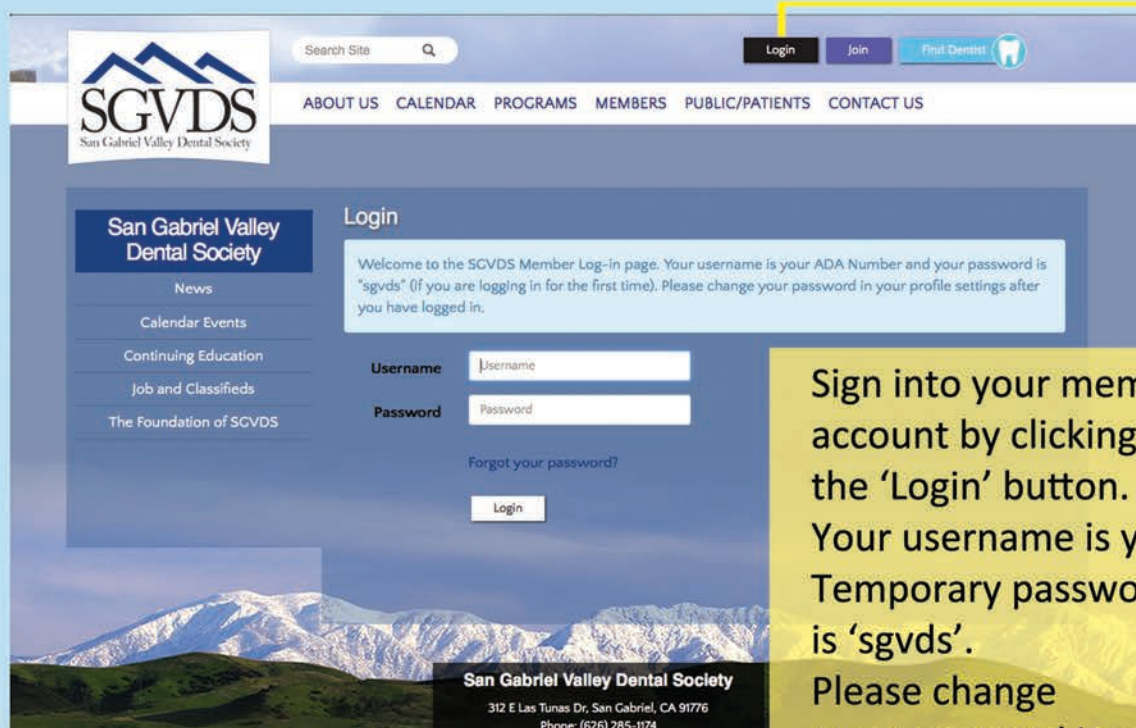 Search Site
Login
Join
Find Dentist
SGVDS
San Gabriel Valley Dental Society
ABOUT US CALENDAR PROGRAMS MEMBERS PUBLIC/PATIENTS CONTACT US
San Gabriel Valley
Dental Society
News
Calendar Events
Continuing Education
Job and Classifieds
The Foundation of SGVDS
Login
Welcome to the SGVDS Member Log-in page. Your username is your ADA Number and your password is
"sgvds" (if you are logging in for the first time). Please change your password in your profile settings after
you have logged in.
Username
Username
Password
Password
Forgot your password?
Login
Sign into your mem
account by clicking
the ‘Login’ button.
Your username is y
Temporary passwo
is ‘sgvds’.
Please change
San Gabriel Valley Dental Society
312 E Las Tunas Dr, San Gabriel, CA 91776
Phone: (626) 285-1174